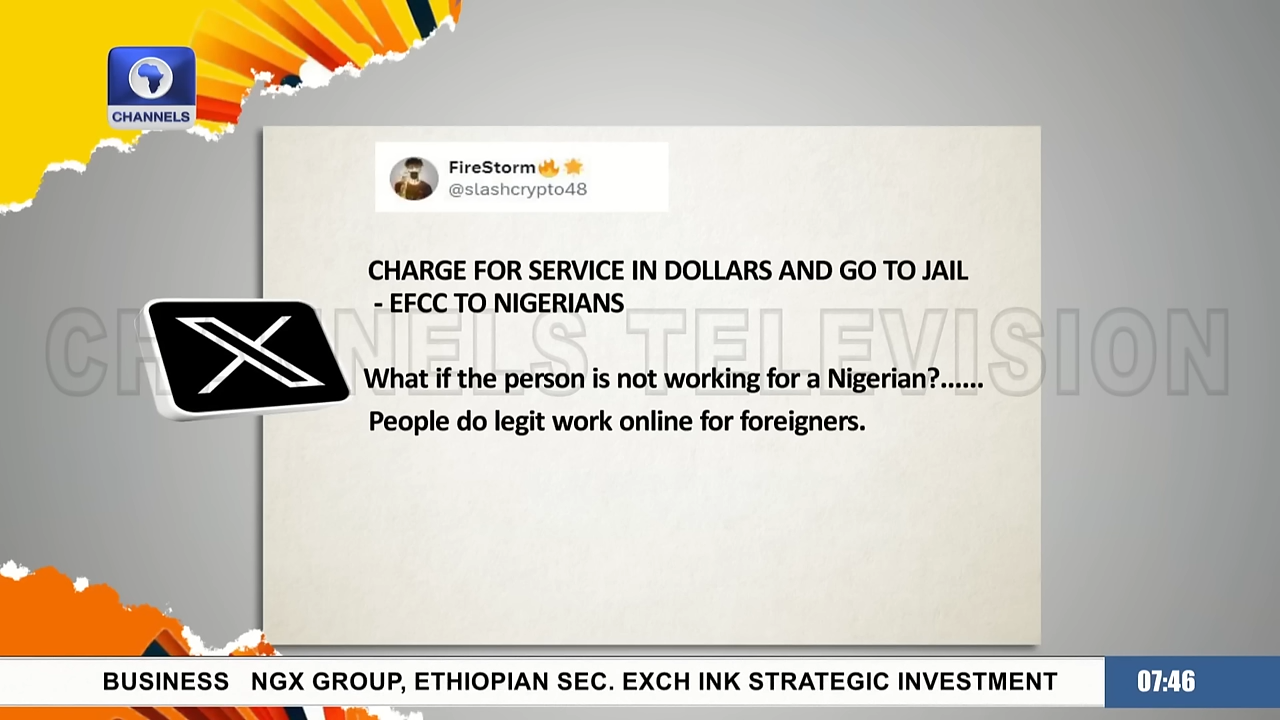 CHANNELS
FireStorm🔥🌟
@slashcrypto48
CHARGE FOR SERVICE IN DOLLARS AND GO TO JAIL
- EFCC TO NIGERIANS
CHANNELS TELEVISION
What if the person is not working for a Nigerian?......
People do legit work online for foreigners.
BUSINESS NGX GROUP, ETHIOPIAN SEC. EXCH INK STRATEGIC INVESTMENT
07:46